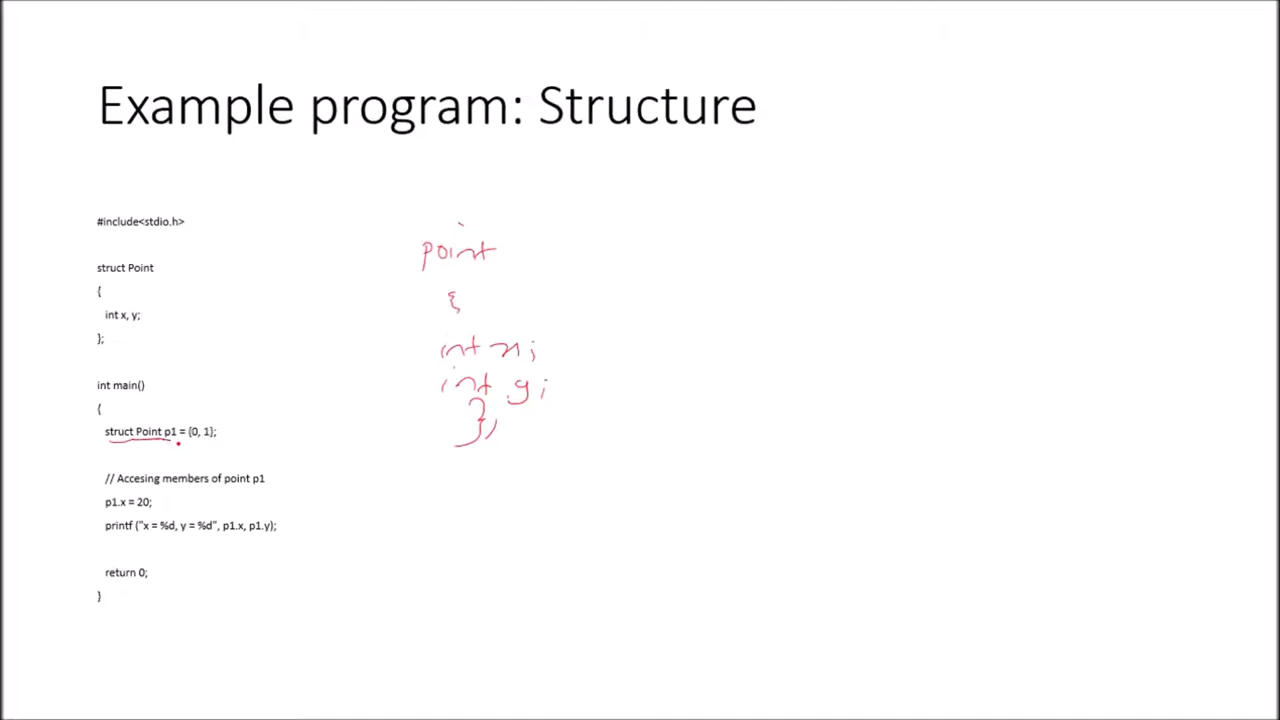 Example program: Structure
#include<stdio.h>
struct Point
{
int x, y;
};
int main()
{
struct Point p1 = {0, 1};
// Accesing members of point p1
p1.x = 20;
printf ("x = %d, y = %d", p1.x, p1.y);
return 0;
}
point
{
int x;
int y;
};